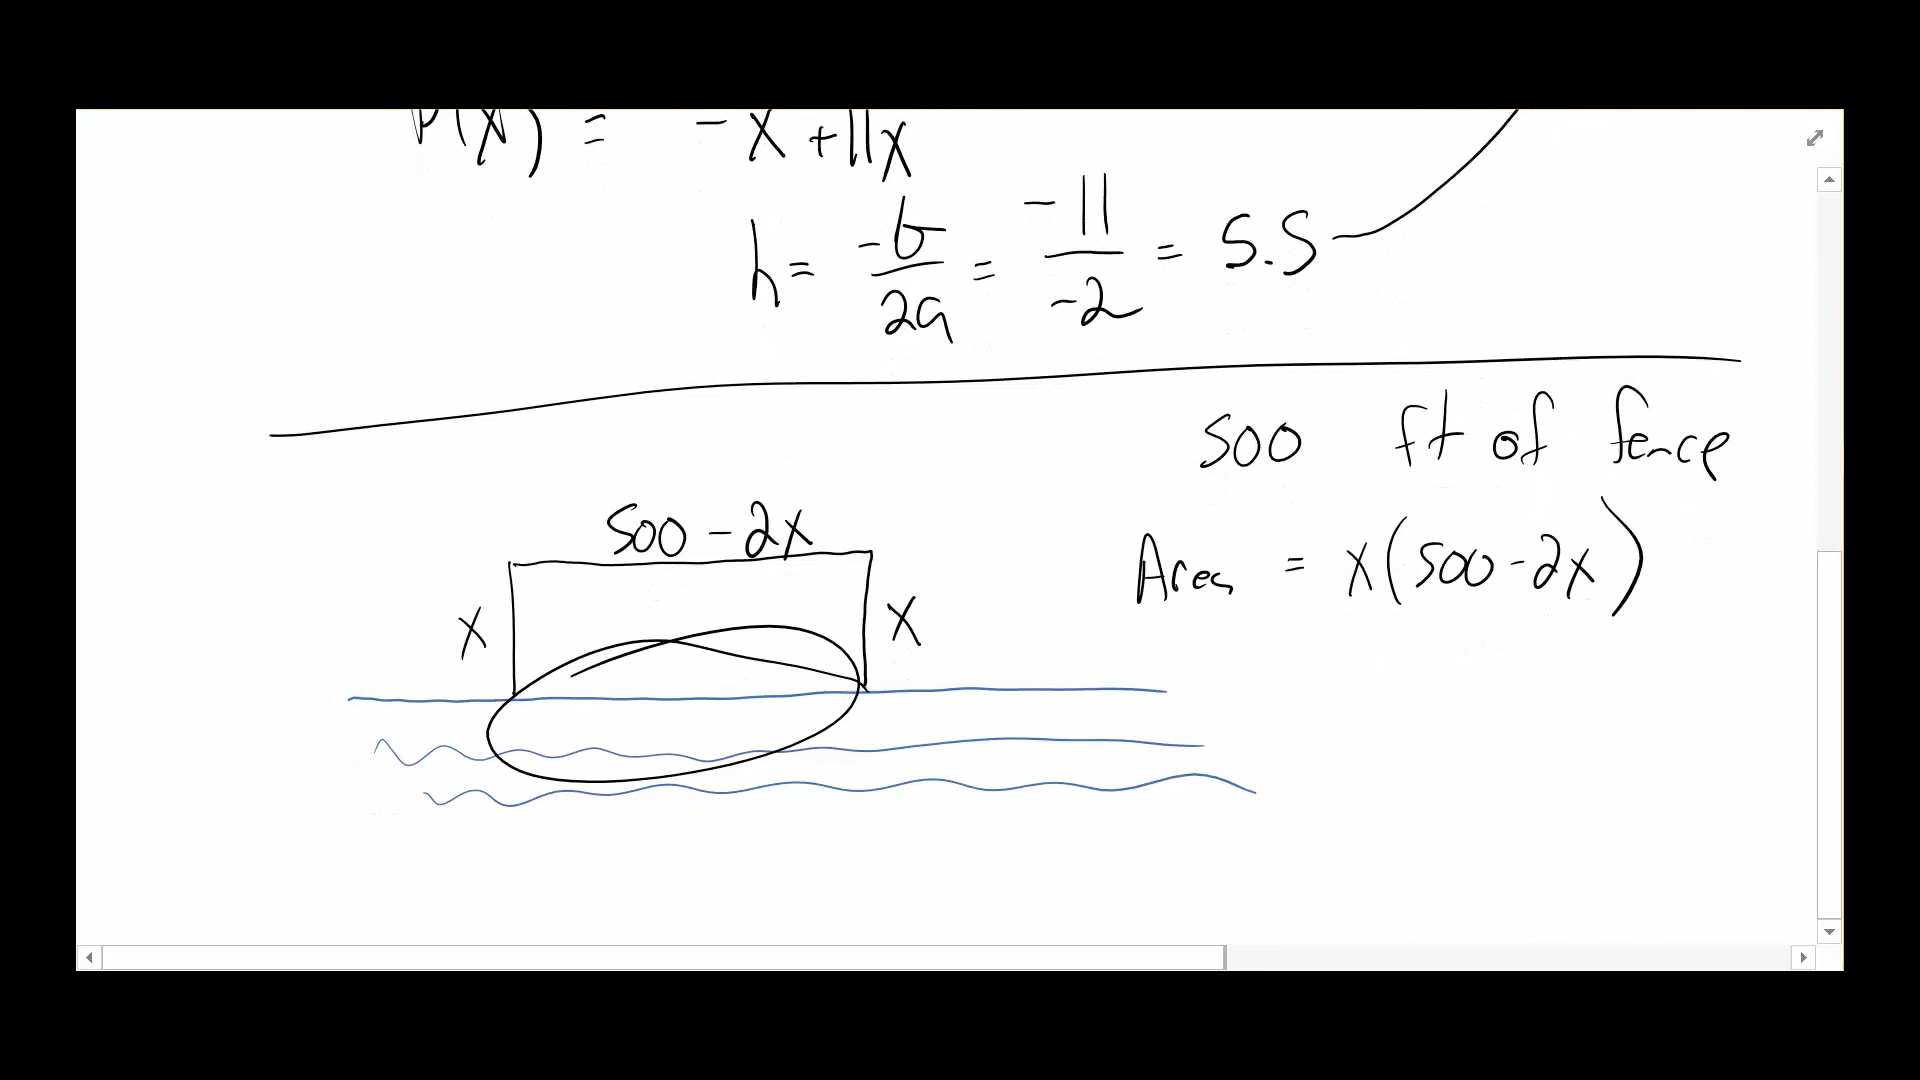 P(x) = -x + 11x
h = -b/2a = -11/-2 = 5.5
500 ft of fence
500 - 2x
Area = x(500-2x)
x
x